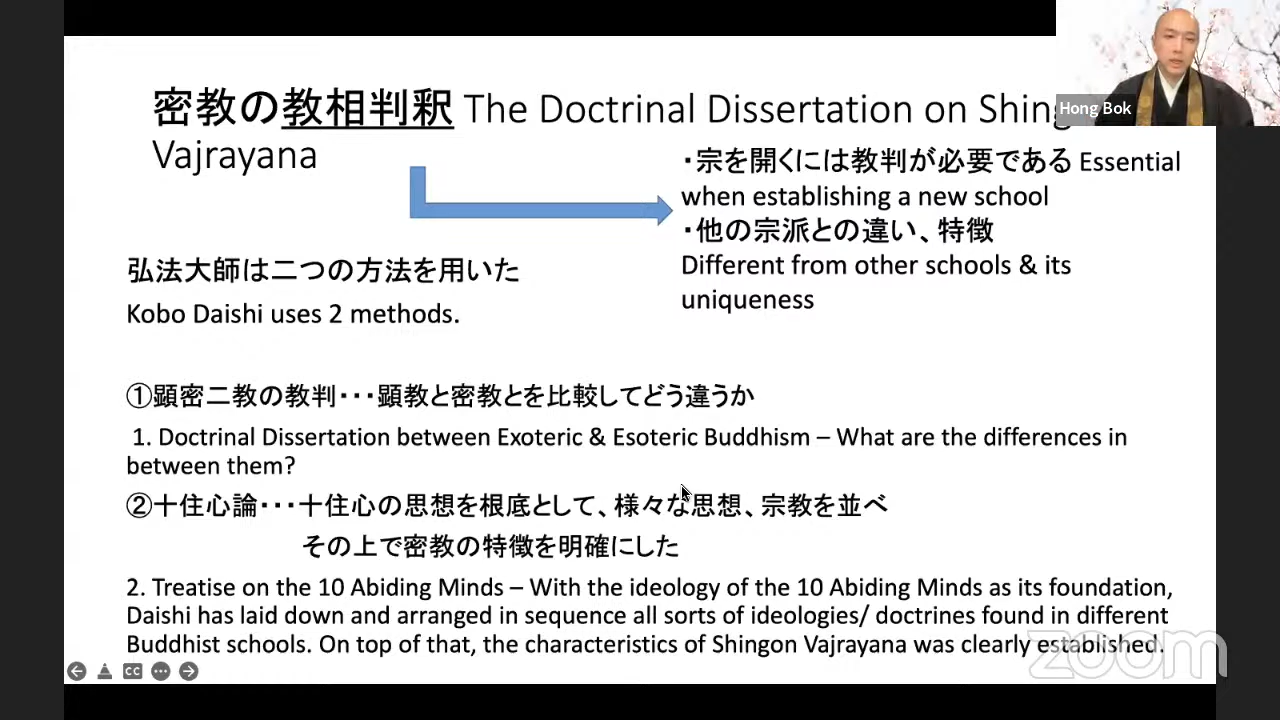 密教の教相判釈 The Doctrinal Dissertation on Shing
Vajrayana
Hong Bok
・宗を開くには教判が必要である Essential
when establishing a new school
・他の宗派との違い、特徴
Different from other schools & its
uniqueness
弘法大師は二つの方法を用いた
Kobo Daishi uses 2 methods.
①顕密二教の教判・・・顕教と密教とを比較してどう違うか
1. Doctrinal Dissertation between Exoteric & Esoteric Buddhism – What are the differences in
between them?
②十住心論・・・十住心の思想を根底として、様々な思想、宗教を並べ
その上で密教の特徴を明確にした
2. Treatise on the 10 Abiding Minds – With the ideology of the 10 Abiding Minds as its foundation,
Daishi has laid down and arranged in sequence all sorts of ideologies/ doctrines found in different
Buddhist schools. On top of that, the characteristics of Shingon Vajrayana was clearly established.
zoom
CC